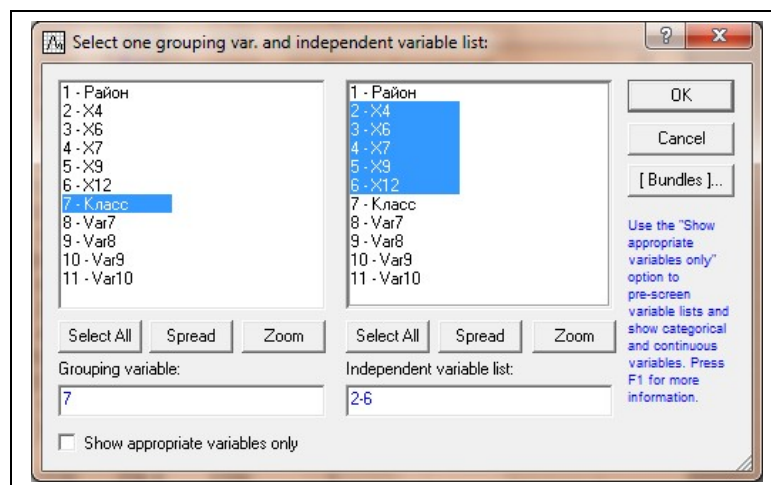 Select one grouping var. and independent variable list:
1 - Район
2 - X4
3 - X6
4 - X7
5 - X9
6 - X12
7 - Класс
8 - Var7
9 - Var8
10 - Var9
11 - Var10
Select All Spread Zoom
Grouping variable:
7
1 - Район
2 - X4
3 - X6
4 - X7
5 - X9
6 - X12
7 - Класс
8 - Var7
9 - Var8
10 - Var9
11 - Var10
Select All Spread Zoom
Independent variable list:
2-6
OK
Cancel
[ Bundles ]...
Use the "Show
appropriate
variables only"
option to
pre-screen
variable lists and
show categorical
and continuous
variables. Press
F1 for more
information.
Show appropriate variables only